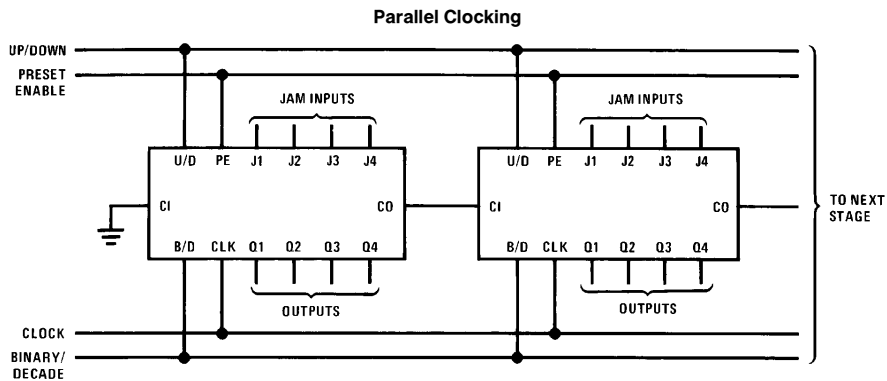 Parallel Clocking
UP/DOWN
PRESET
ENABLE
JAM INPUTS
JAM INPUTS
U/D PE J1 J2 J3 J4
U/D PE J1 J2 J3 J4
CI CO
CI CO
TO NEXT
STAGE
B/D CLK Q1 Q2 Q3 Q4
B/D CLK Q1 Q2 Q3 Q4
OUTPUTS
OUTPUTS
CLOCK
BINARY/
DECADE